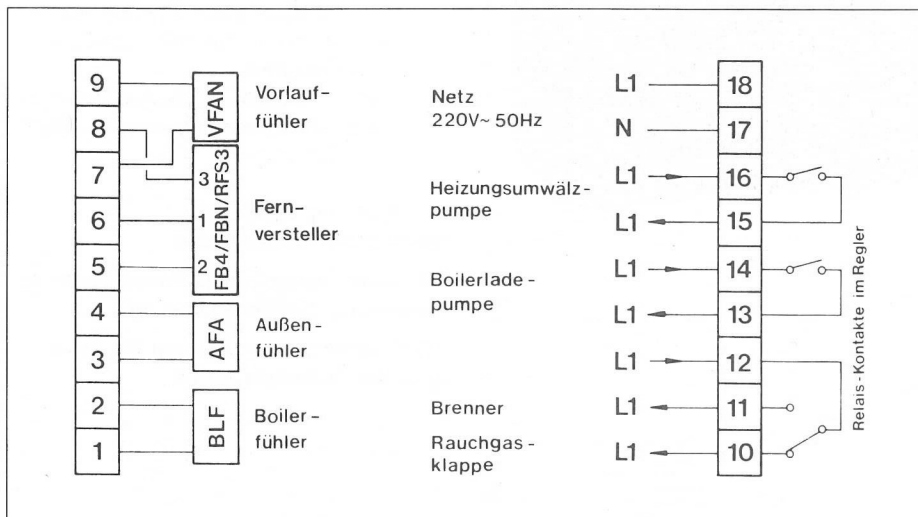 9
8
7
6
5
4
3
2
1
VFAN
3
1
2
FB4/FBN/RFS3
AFA
BLF
Vorlauf-
fühler
Fern-
versteller
Außen-
fühler
Boiler-
fühler
Netz
220V~ 50Hz
Heizungsumwälz-
pumpe
Boilerlade-
pumpe
Brenner
Rauchgas-
klappe
L1
N
L1
L1
L1
L1
L1
L1
L1
18
17
16
15
14
13
12
11
10
Relais-Kontakte im Regler